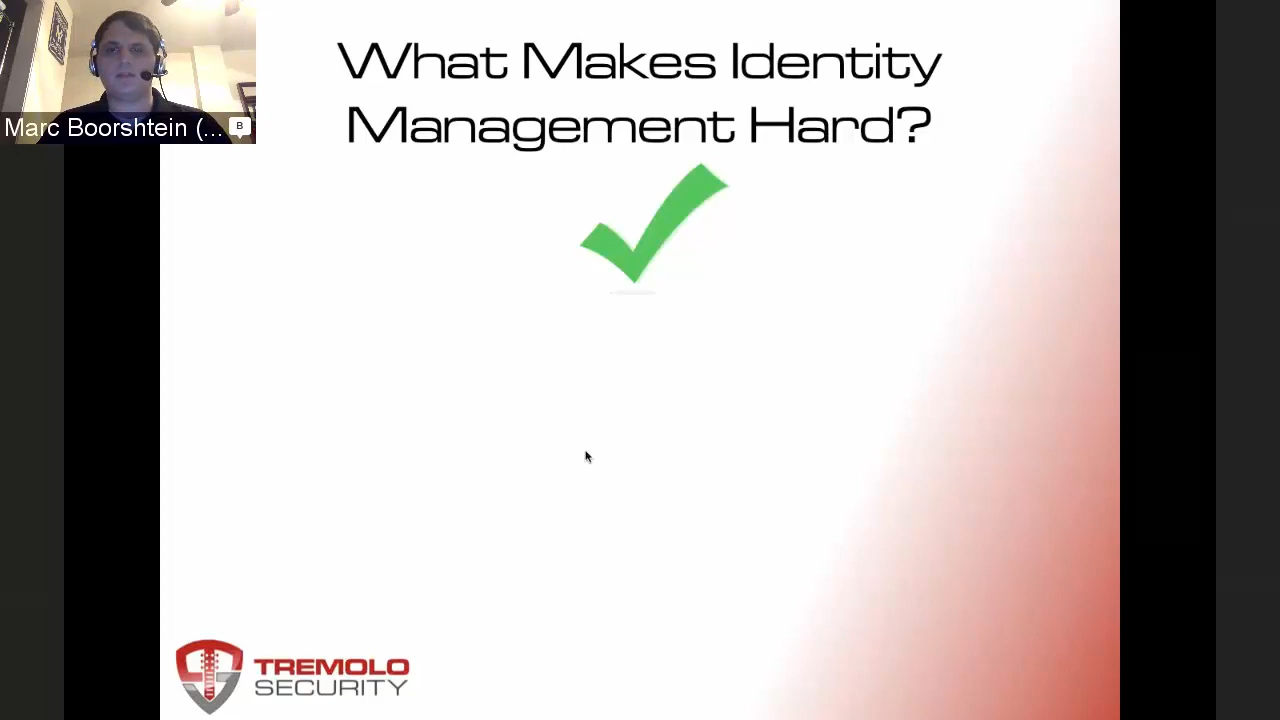 What Makes Identity
Management Hard?
Marc Boorshtein (...
B
TREMOLO
SECURITY